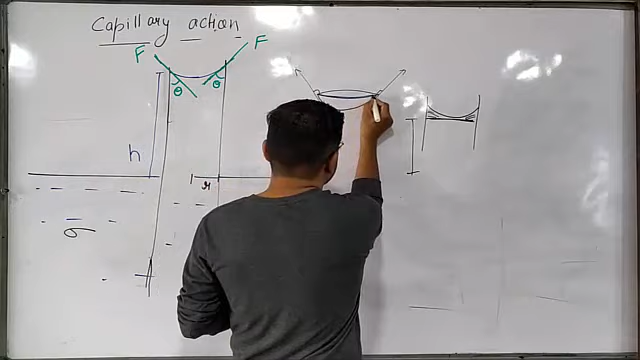 Capillary action
F F
θ θ
h
r
σ